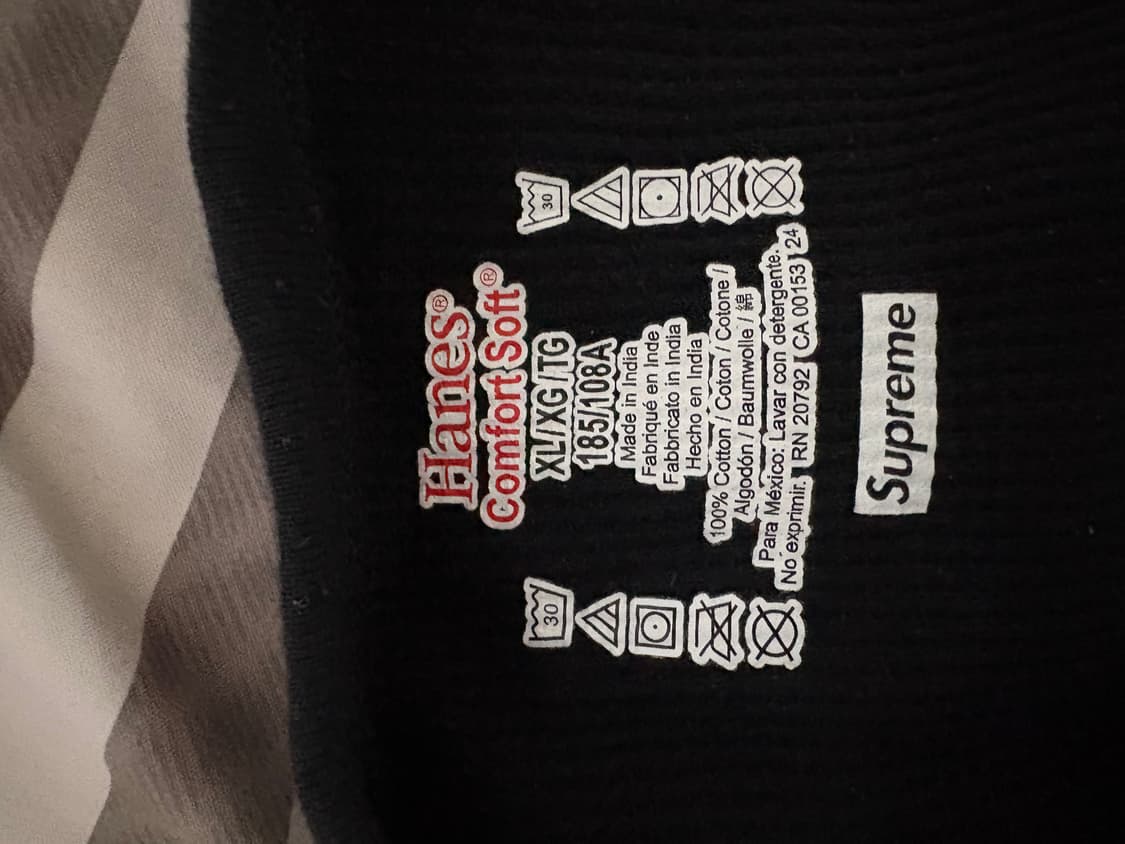 Hanes®
Comfort Soft®
XL/XG/TG
185/108A
Made in India
Fabriqué en Inde
Fabbricato in India
Hecho en India
100% Cotton / Coton / Cotone /
Algodón / Baumwolle / 綿
Para México: Lavar con detergente.
No exprimir. RN 20792 CA 00153 24
30
30
Supreme